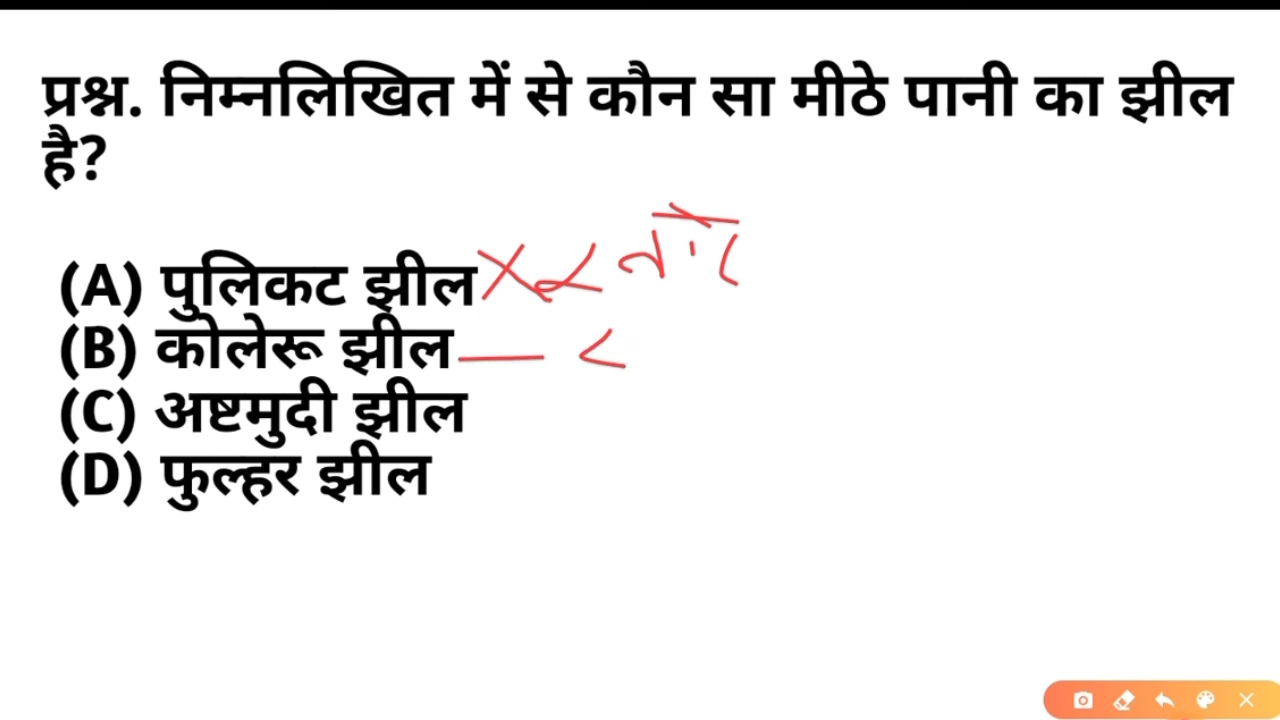 प्रश्न. निम्नलिखित में से कौन सा मीठे पानी का झील
है?
(A) पुलिकट झील
(B) कोलेरू झील
(C) अष्टमुदी झील
(D) फुल्हर झील